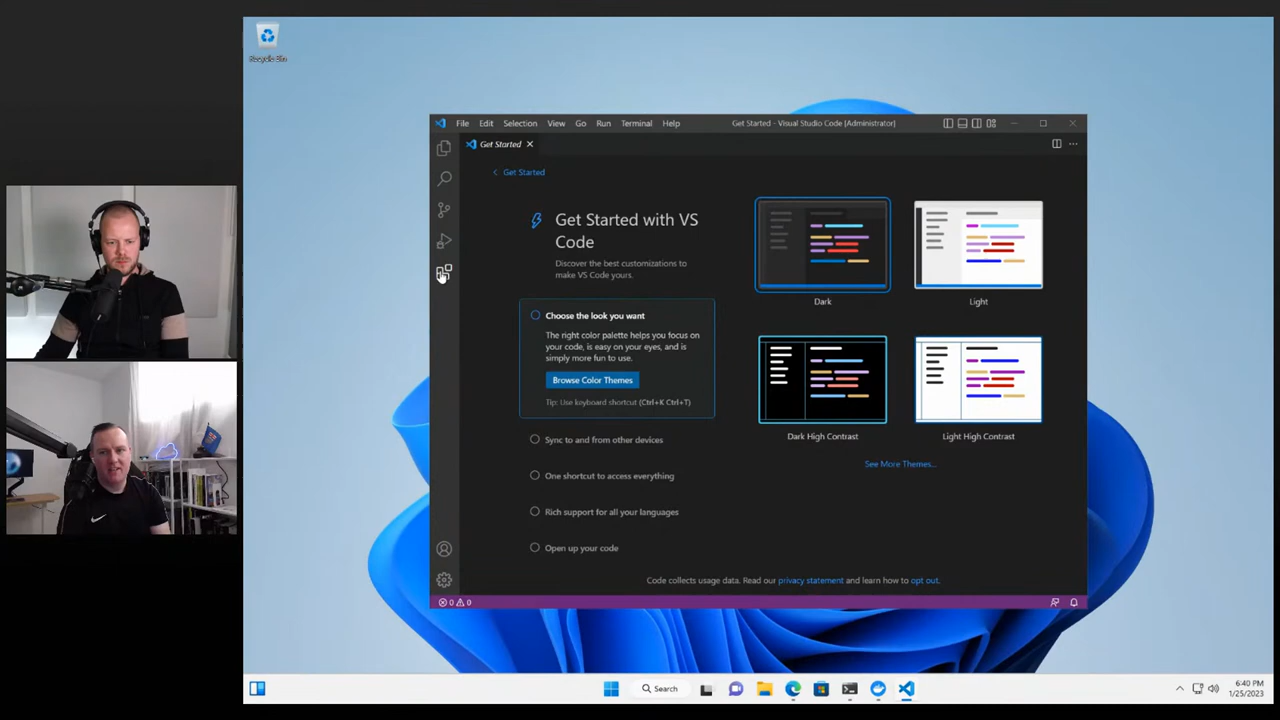 Recycle Bin
File Edit Selection View Go Run Terminal Help Get Started - Visual Studio Code [Administrator]
Get Started
Get Started
Get Started with VS
Code
Discover the best customizations to
make VS Code yours.
Choose the look you want
The right color palette helps you focus on
your code, is easy on your eyes, and is
simply more fun to use.
Browse Color Themes
Tip: Use keyboard shortcut (Ctrl+K Ctrl+T)
Sync to and from other devices
One shortcut to access everything
Rich support for all your languages
Open up your code
Dark Light
Dark High Contrast Light High Contrast
See More Themes...
Code collects usage data. Read our privacy statement and learn how to opt out.
0 0
Search
6:40 PM
1/25/2023